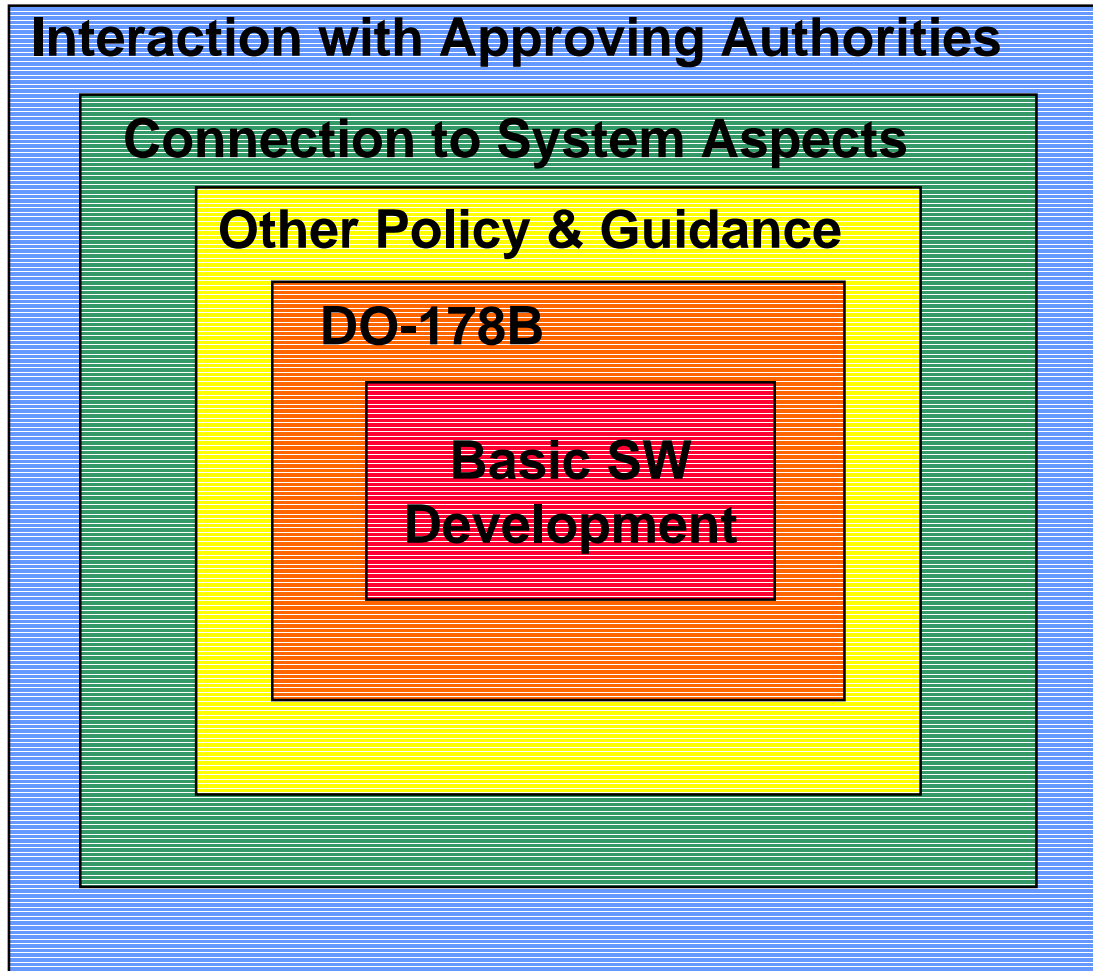 Interaction with Approving Authorities
Connection to System Aspects
Other Policy & Guidance
DO-178B
Basic SW
Development